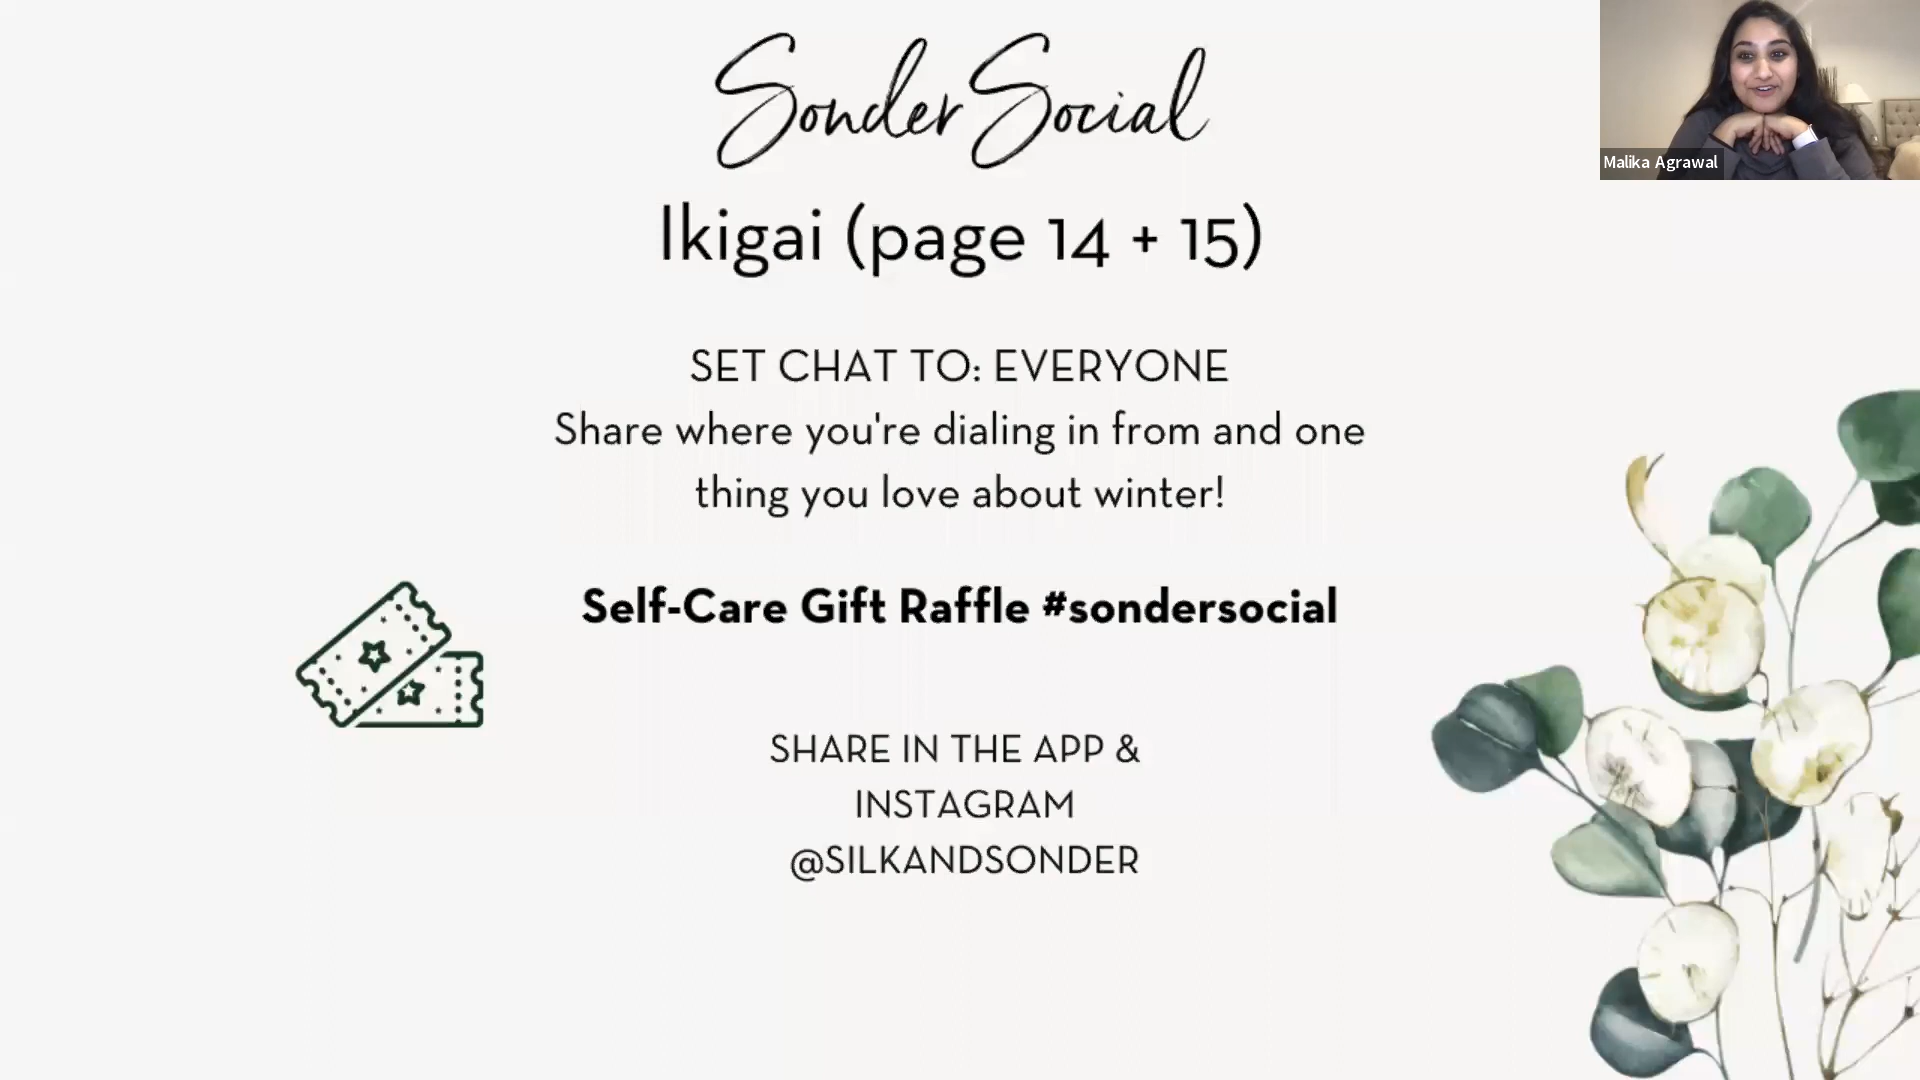 Sonder Social
Malika Agrawal
Ikigai (page 14 + 15)
SET CHAT TO: EVERYONE
Share where you're dialing in from and one
thing you love about winter!
Self-Care Gift Raffle #sondersocial
SHARE IN THE APP &
INSTAGRAM
@SILKANDSONDER